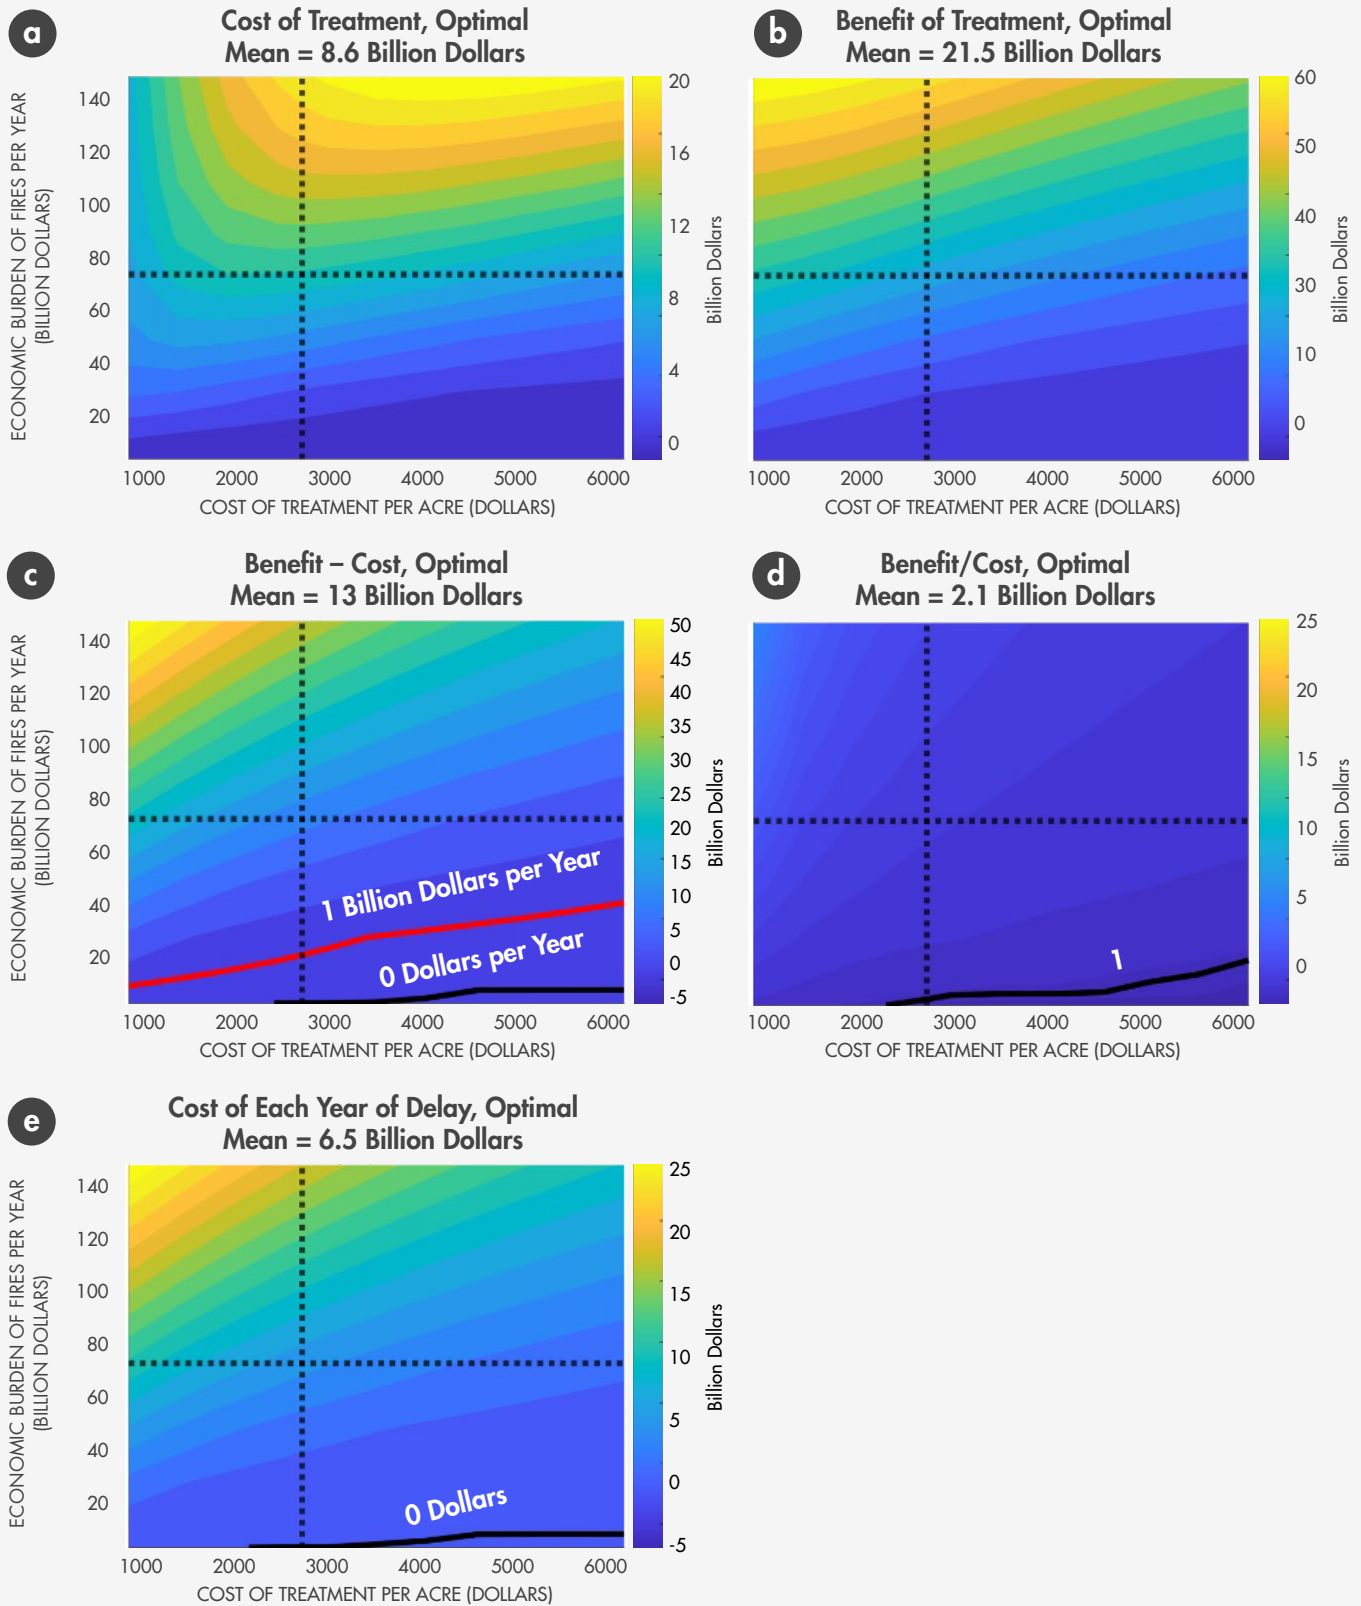 a
Cost of Treatment, Optimal
Mean = 8.6 Billion Dollars
ECONOMIC BURDEN OF FIRES PER YEAR
(BILLION DOLLARS)
140
120
100
80
60
40
20
1000 2000 3000 4000 5000 6000
COST OF TREATMENT PER ACRE (DOLLARS)
20
16
12
8
4
0
Billion Dollars
b
Benefit of Treatment, Optimal
Mean = 21.5 Billion Dollars
1000 2000 3000 4000 5000 6000
COST OF TREATMENT PER ACRE (DOLLARS)
60
50
40
30
10
0
Billion Dollars
c
Benefit – Cost, Optimal
Mean = 13 Billion Dollars
ECONOMIC BURDEN OF FIRES PER YEAR
(BILLION DOLLARS)
140
120
100
80
60
40
20
1 Billion Dollars per Year
0 Dollars per Year
1000 2000 3000 4000 5000 6000
COST OF TREATMENT PER ACRE (DOLLARS)
50
45
40
35
30
25
20
15
10
5
0
-5
Billion Dollars
d
Benefit/Cost, Optimal
Mean = 2.1 Billion Dollars
1
1000 2000 3000 4000 5000 6000
COST OF TREATMENT PER ACRE (DOLLARS)
25
20
15
10
5
0
Billion Dollars
e
Cost of Each Year of Delay, Optimal
Mean = 6.5 Billion Dollars
ECONOMIC BURDEN OF FIRES PER YEAR
(BILLION DOLLARS)
140
120
100
80
60
40
20
0 Dollars
1000 2000 3000 4000 5000 6000
COST OF TREATMENT PER ACRE (DOLLARS)
25
20
15
10
5
0
-5
Billion Dollars